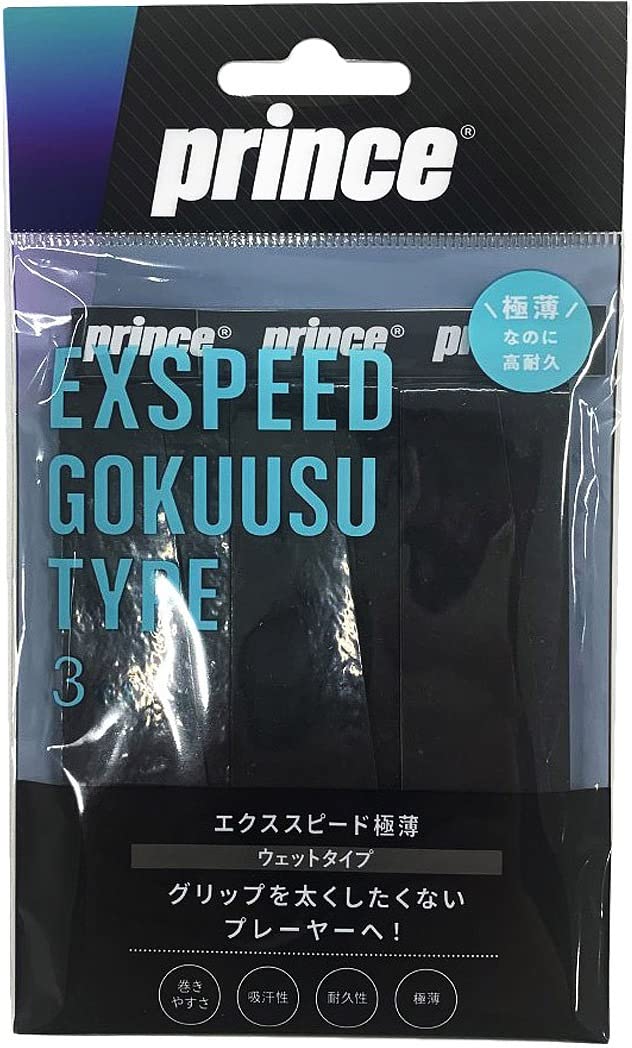 prince®
prince® prince® pr
\極薄/
なのに
高耐久
EXSPEED
GOKUUSU
TYPE
3
エクススピード極薄
ウェットタイプ
グリップを太くしたくない
プレーヤーへ！
巻き
やすさ
吸汗性
耐久性
極薄